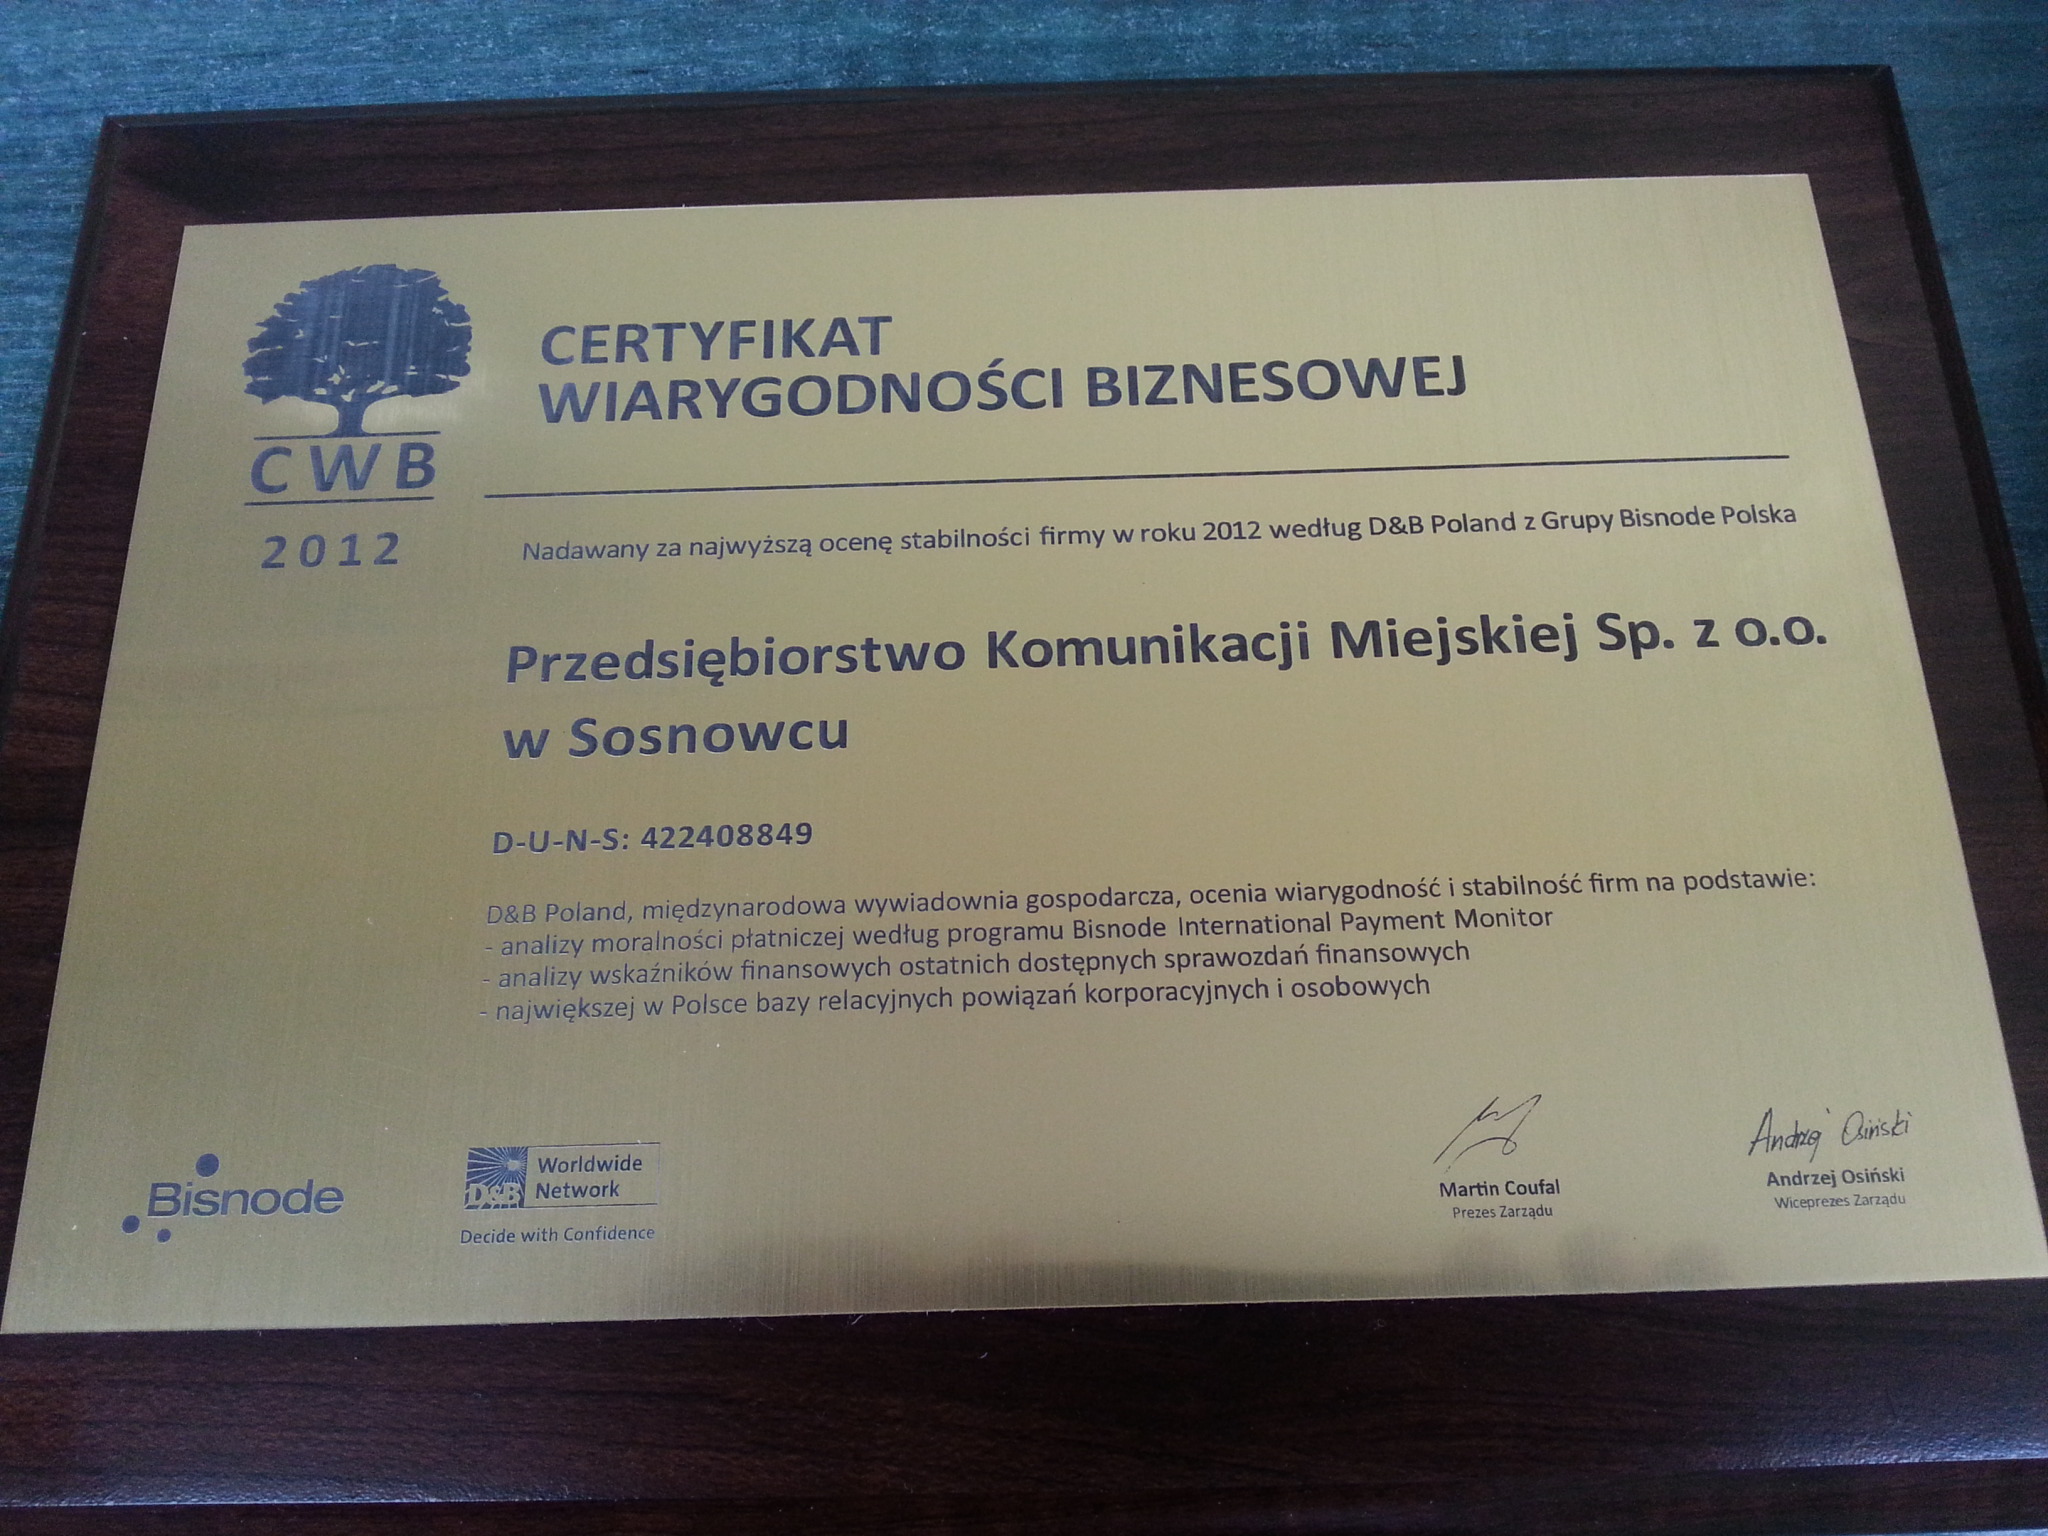 CWB
2012
CERTYFIKAT
WIARYGODNOŚCI BIZNESOWEJ
Nadawany za najwyższą ocenę stabilności firmy w roku 2012 według D&B Poland z Grupy Bisnode Polska
Przedsiębiorstwo Komunikacji Miejskiej Sp. z o.o.
w Sosnowcu
D-U-N-S: 422408849
D&B Poland, międzynarodowa wywiadownia gospodarcza, ocenia wiarygodność i stabilność firm na podstawie:
- analizy moralności płatniczej według programu Bisnode International Payment Monitor
- analizy wskaźników finansowych ostatnich dostępnych sprawozdań finansowych
- największej w Polsce bazy relacyjnych powiązań korporacyjnych i osobowych
Bisnode
D&B
Worldwide
Network
Decide with Confidence
Martin Coufal
Prezes Zarządu
Andrzej Osiński
Andrzej Osiński
Wiceprezes Zarządu